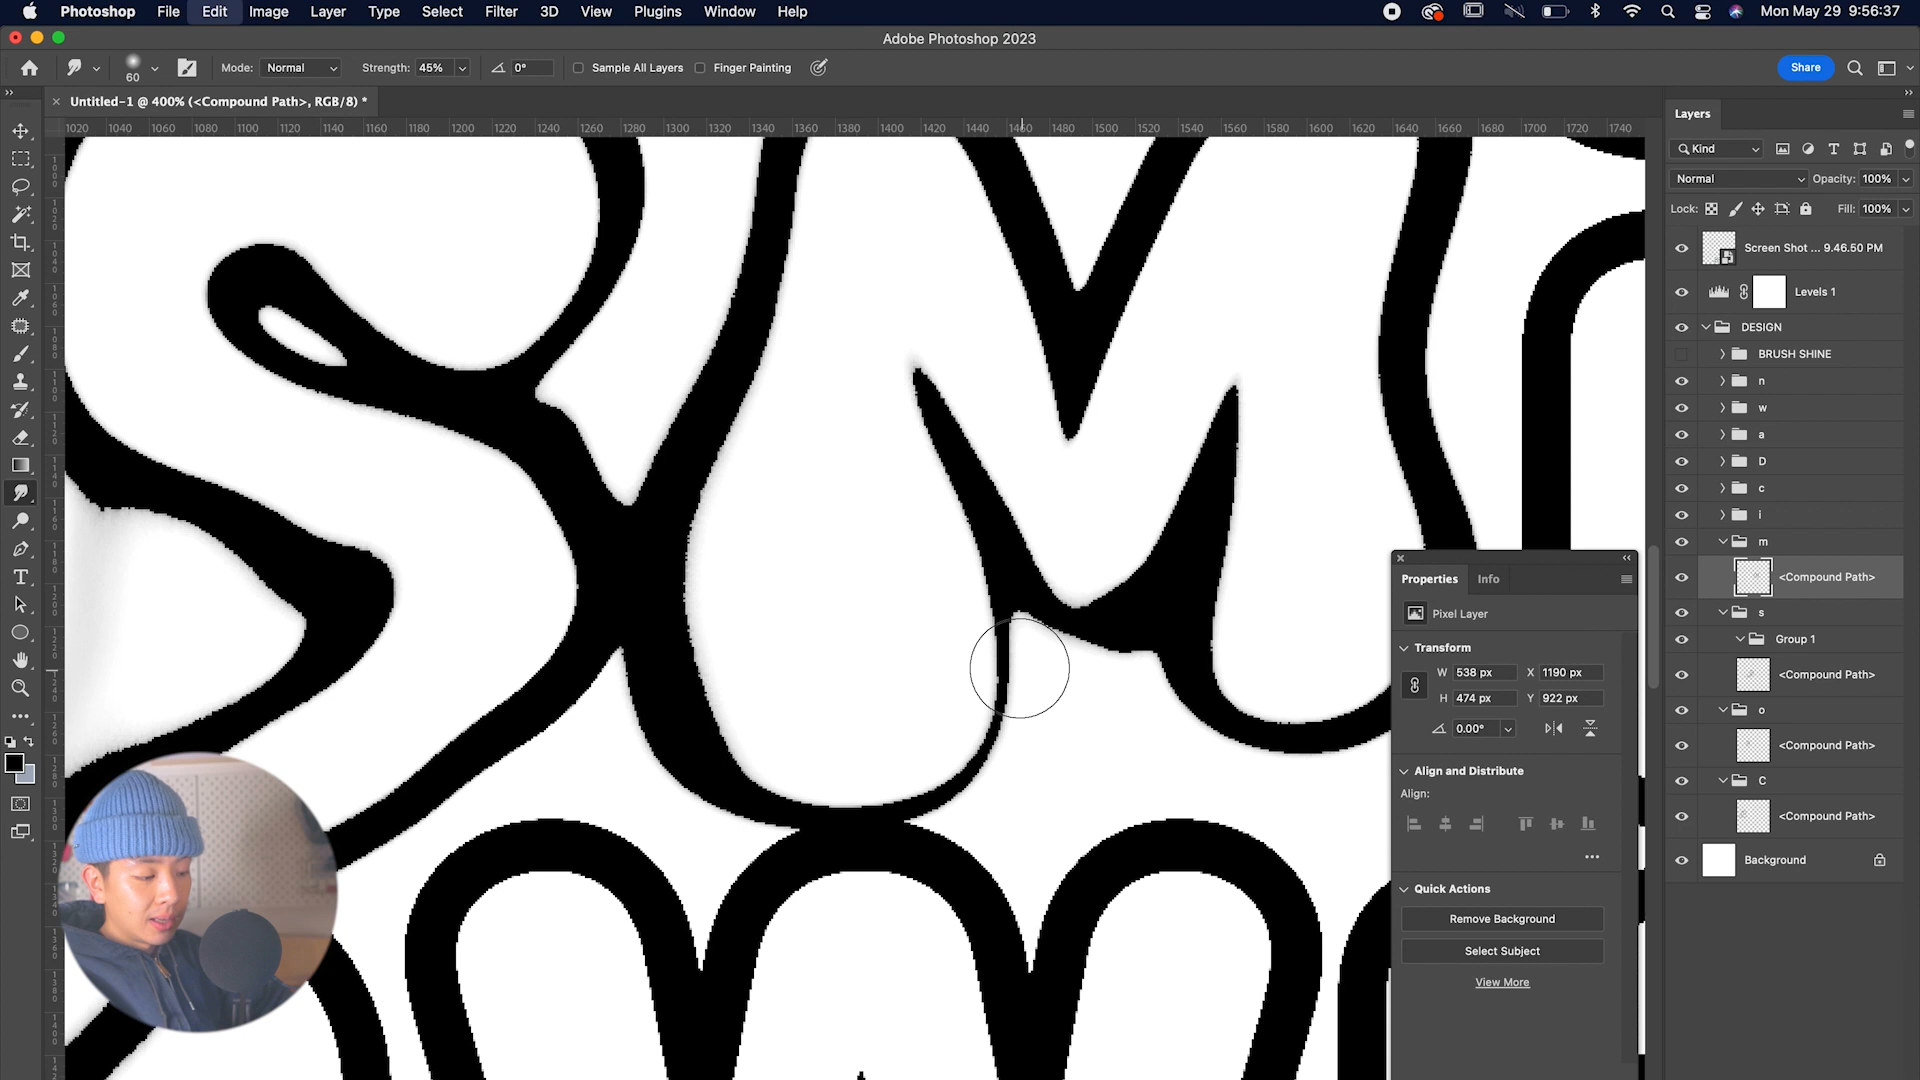 Photoshop File Edit Image Layer Type Select Filter 3D View Plugins Window Help Mon May 29 9:56:37
Adobe Photoshop 2023
60 Mode: Normal Strength: 45% 0° Sample All Layers Finger Painting Share
Untitled-1 @ 400% (<Compound Path>, RGB/8) *
1020 1040 1060 1080 1100 1120 1140 1160 1180 1200 1220 1240 1260 1280 1300 1320 1340 1360 1380 1400 1420 1440 1460 1480 1500 1520 1540 1560 1580 1600 1620 1640 1660 1680 1700 1720 1740
Layers
Kind
Normal Opacity: 100%
Lock: Fill: 100%
Screen Shot ... 9.46.50 PM
Levels 1
DESIGN
BRUSH SHINE
n
w
a
D
c
i
m
<Compound Path>
s
Group 1
<Compound Path>
o
<Compound Path>
C
<Compound Path>
Background
Properties Info
Pixel Layer
Transform
W 538 px X 1190 px
H 474 px Y 922 px
0.00°
Align and Distribute
Align:
Quick Actions
Remove Background
Select Subject
View More